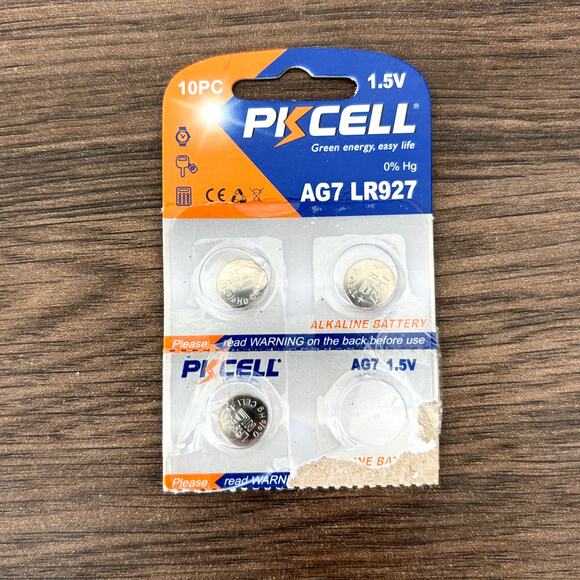 10PC 1.5V
PKCELL®
Green energy, easy life
0% Hg
CE AG7 LR927
ALKALINE BATTERY
Please read WARNING on the back before use
PKCELL® AG7 1.5V
Please read WARN